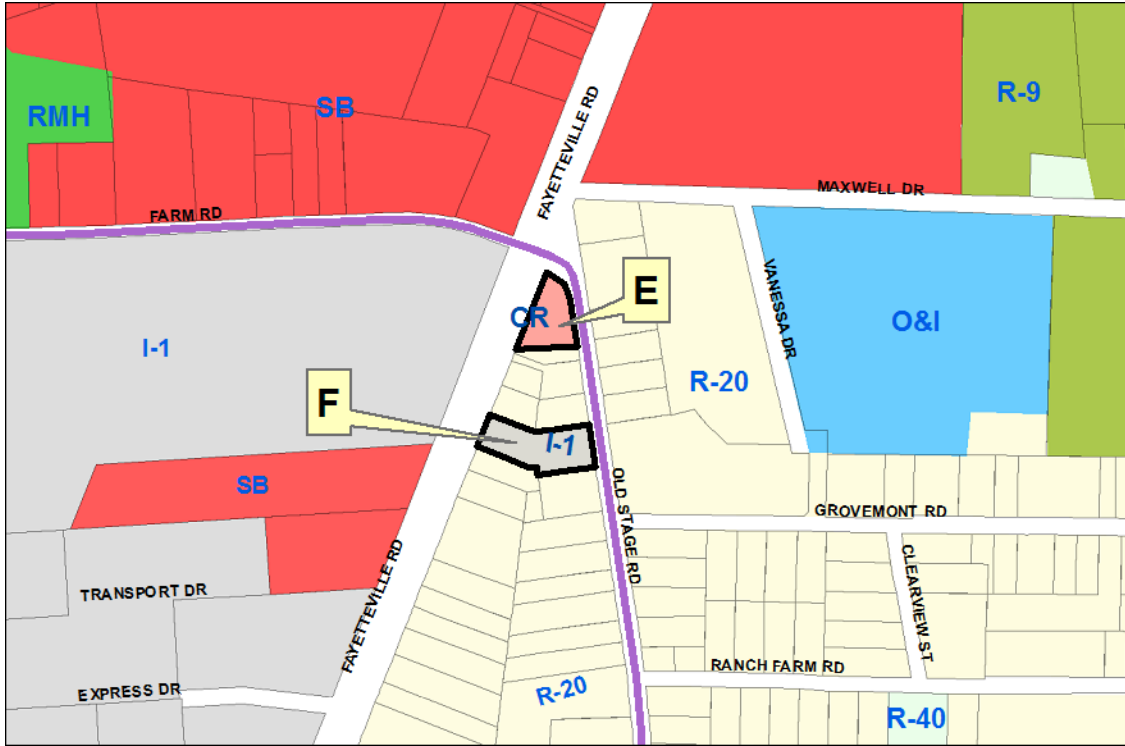 R-9
RMH
SB
FAYETTEVILLE RD
MAXWELL DR
FARM RD
E
VANESSA DR
CR
O&I
I-1
R-20
F
I-1
SB
OLD STAGE RD
GROVEMONT RD
FAYETTEVILLE RD
CLEARVIEW ST
TRANSPORT DR
RANCH FARM RD
EXPRESS DR
R-20
R-40